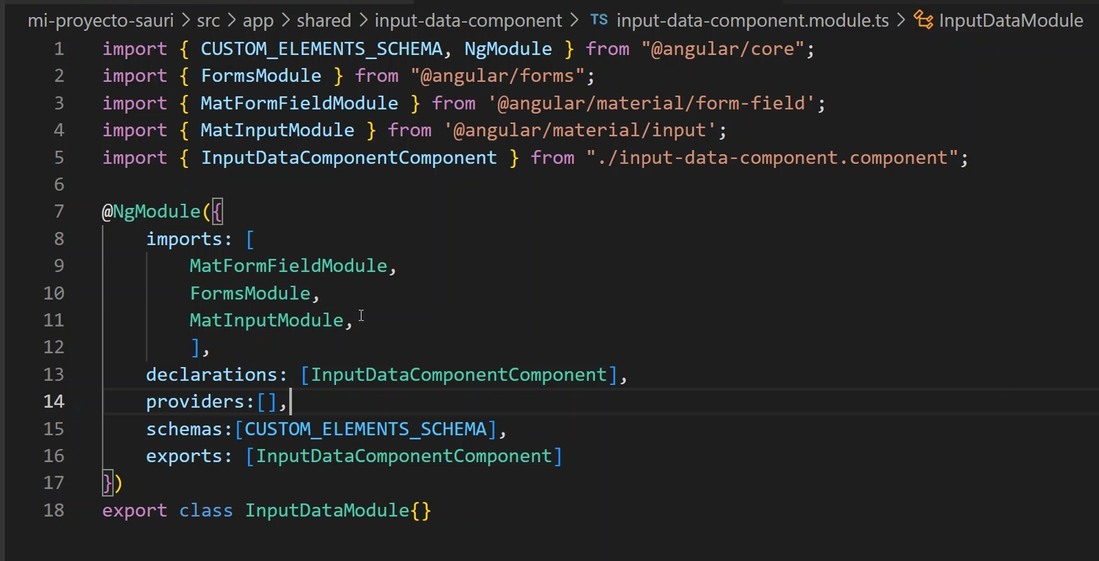 mi-proyecto-sauri > src > app > shared > input-data-component > TS input-data-component.module.ts > InputDataModule
1 import { CUSTOM_ELEMENTS_SCHEMA, NgModule } from "@angular/core";
2 import { FormsModule } from "@angular/forms";
3 import { MatFormFieldModule } from '@angular/material/form-field';
4 import { MatInputModule } from '@angular/material/input';
5 import { InputDataComponentComponent } from "./input-data-component.component";
6
7 @NgModule({
8     imports: [
9         MatFormFieldModule,
10         FormsModule,
11         MatInputModule,
12         ],
13     declarations: [InputDataComponentComponent],
14     providers:[],
15     schemas:[CUSTOM_ELEMENTS_SCHEMA],
16     exports: [InputDataComponentComponent]
17 })
18 export class InputDataModule{}